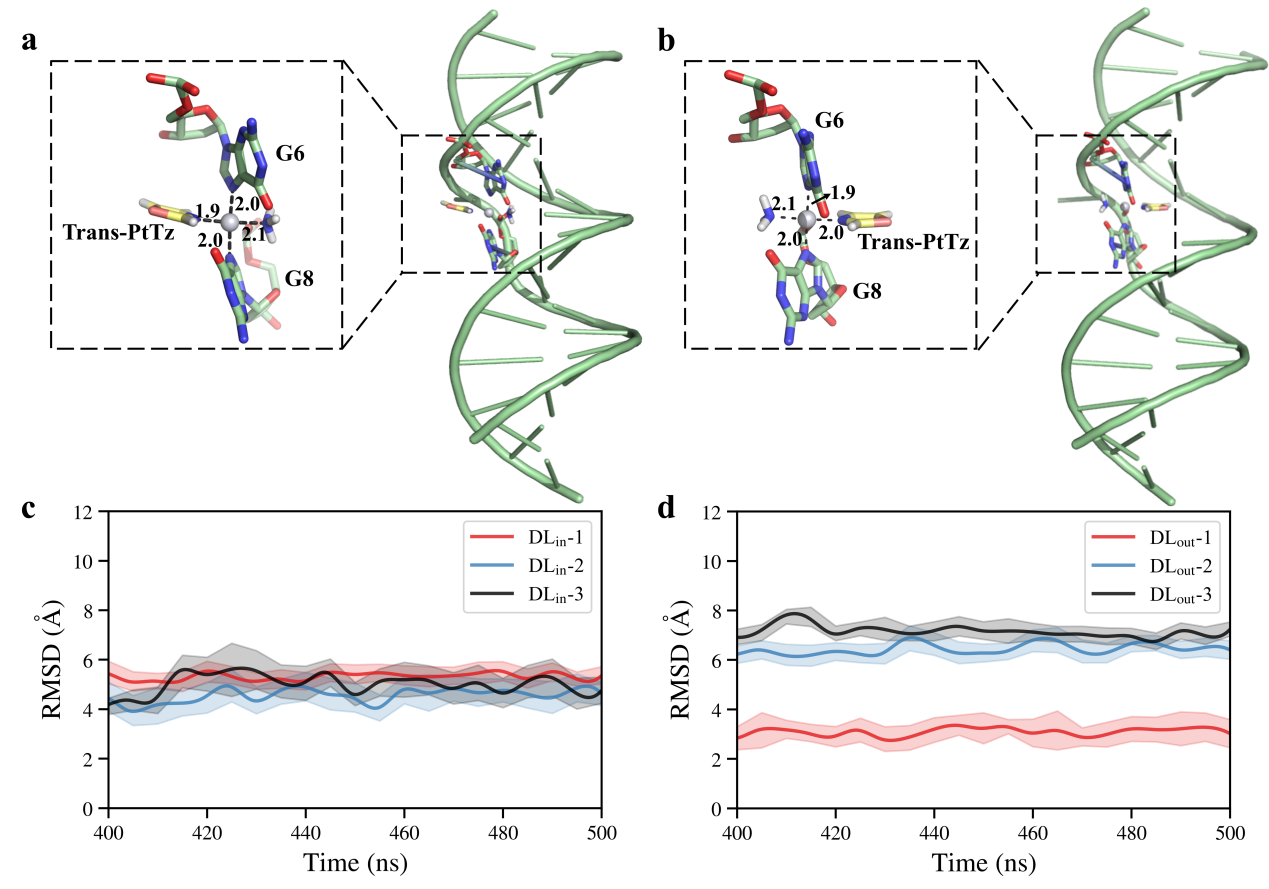 a
G6
2.0
1.9
Trans-PtTz
2.0
2.1
G8
b
G6
1.9
2.1
2.0
2.0
Trans-PtTz
G8
c
12
10
8
6
4
2
0
RMSD (Å)
DLin-1
DLin-2
DLin-3
400
420
440
460
480
500
Time (ns)
d
12
10
8
6
4
2
0
RMSD (Å)
DLout-1
DLout-2
DLout-3
400
420
440
460
480
500
Time (ns)